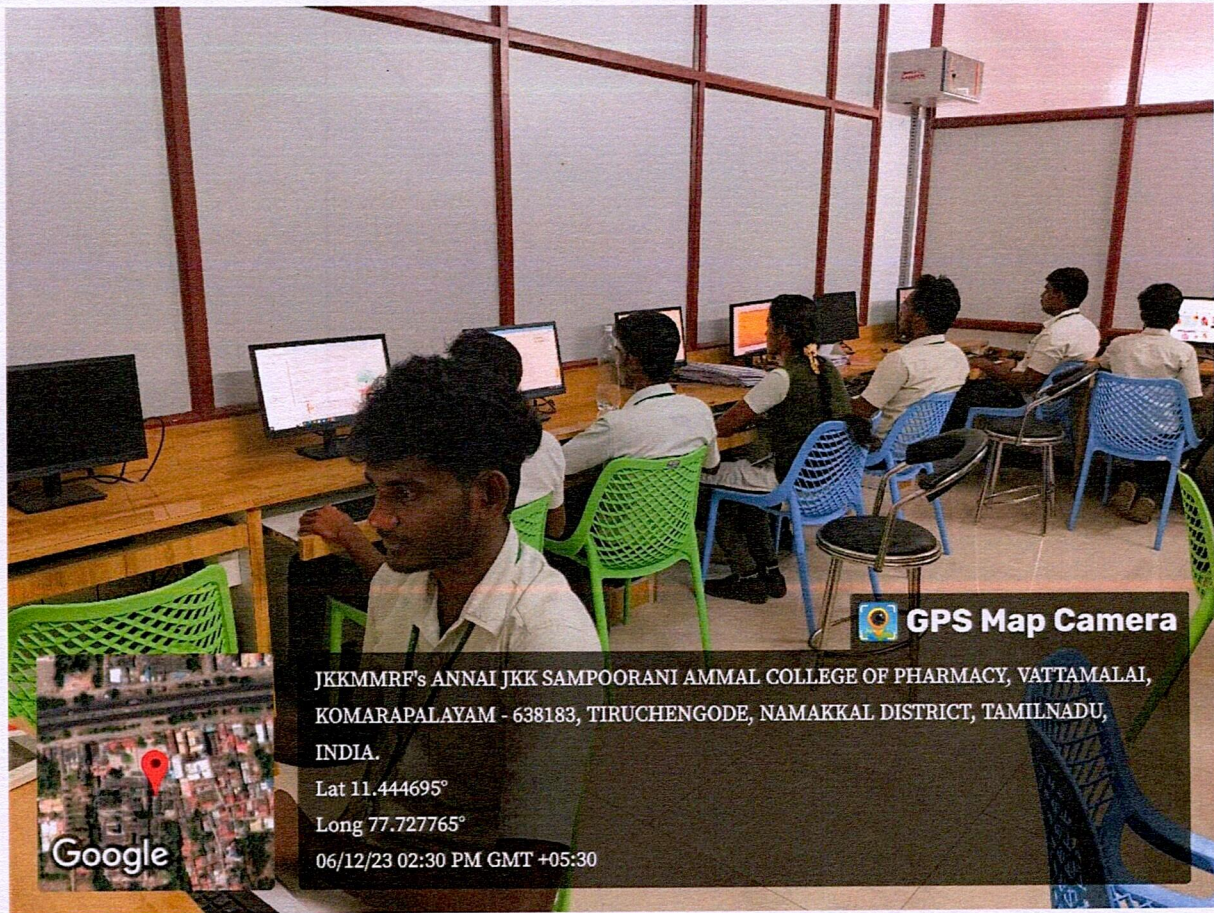 GPS Map Camera
JKKMMRF's ANNAI JKK SAMPOORANI AMMAL COLLEGE OF PHARMACY, VATTAMALAI,
KOMARAPALAYAM - 638183, TIRUCHENGODE, NAMAKKAL DISTRICT, TAMILNADU,
INDIA.
Lat 11.444695°
Long 77.727765°
06/12/23 02:30 PM GMT +05:30
Google